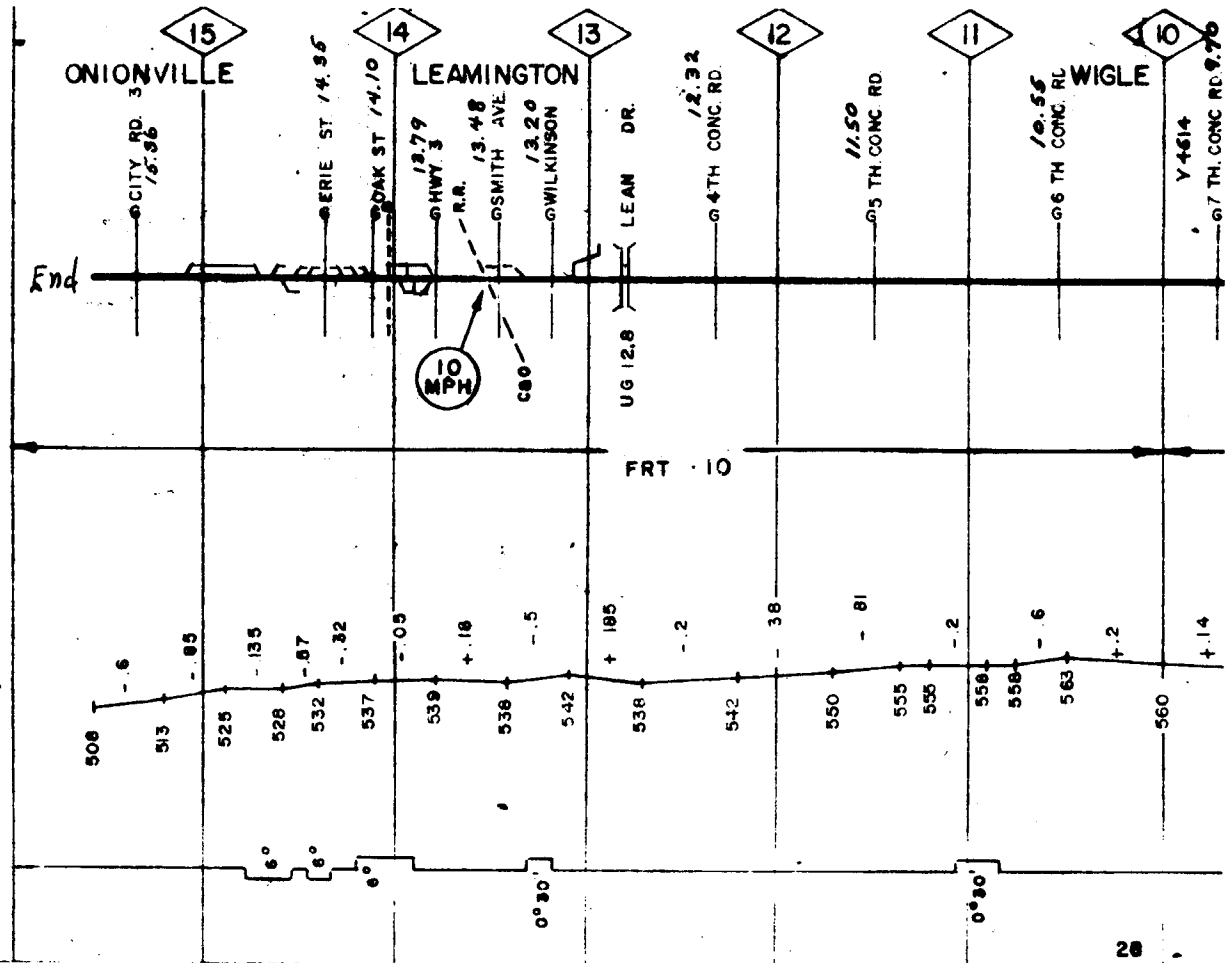 15 14 13 12 11 10
ONIONVILLE LEAMINGTON WIGLE
CITY RD. 3
15.36
ERIE ST 14.35
OAK ST 14.10
HWY. 3
13.79
R.R.
SMITH AVE
13.48
WILKINSON
13.20
LEAN DR.
4TH CONC. RD.
12.32
5 TH. CONC. RD.
11.50
6 TH CONC. RD
10.55
Y4614
7 TH. CONC RD. 9.90
End
10
MPH
C&O
UG 12.8
FRT · 10
-.6 -.85 -.135 -.57 -.32 -.05 +.18 -.5 + .185 -.2 -.38 -.81 -.2 -.6 +.2 +.14
508 513 525 528 532 537 539 538 542 538 542 550 555 555 558 558 563 560
6° 6° 6° 0°30' 0°30'
28